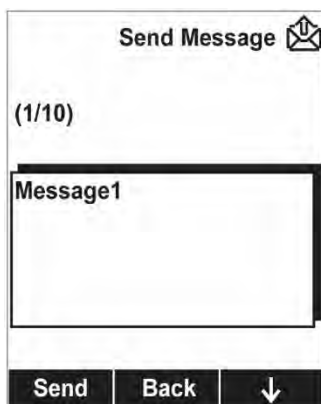 Send Message
(1/10)
Message1
Send Back ↓